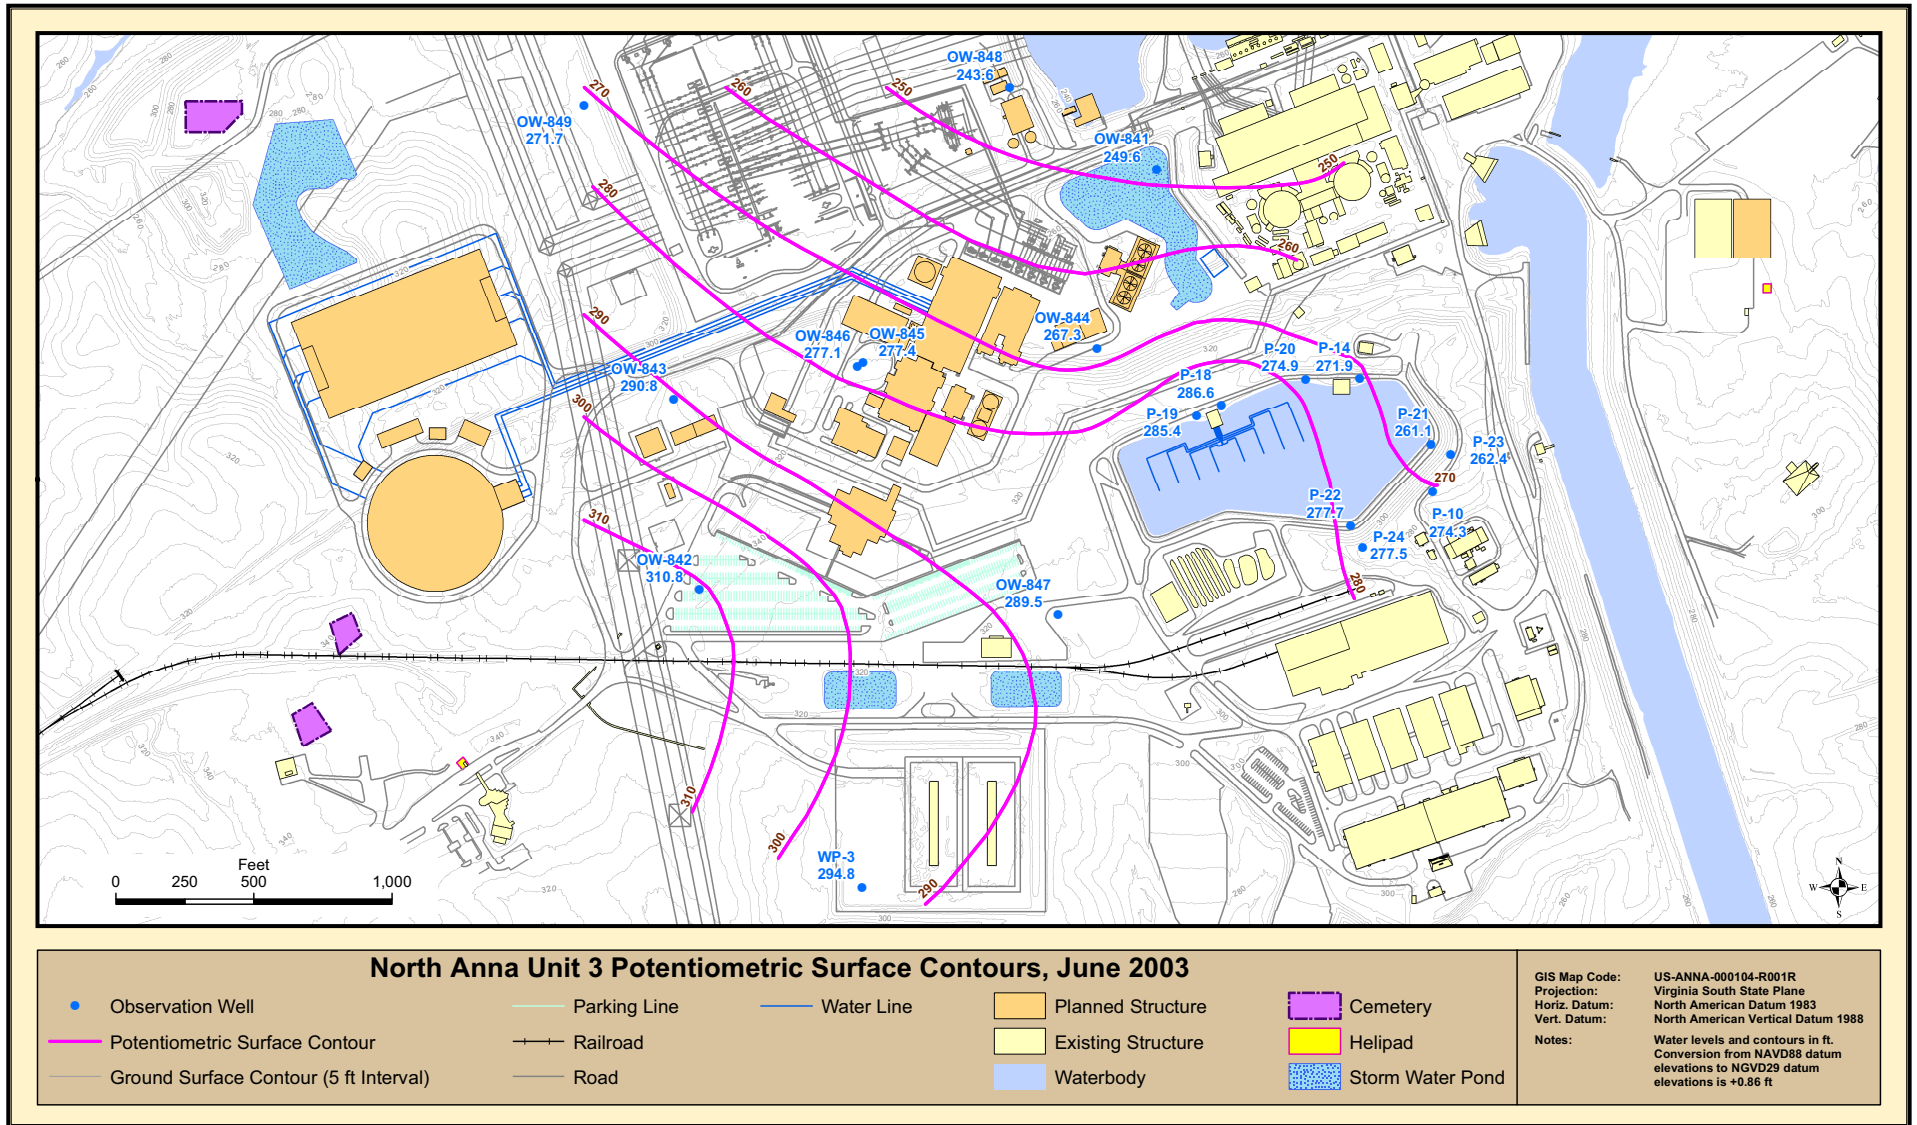 OW-848
243.6
270
260
250
OW-849
271.7
OW-841
249.6
250
280
260
290
OW-846
277.1
OW-845
277.4
OW-844
267.3
OW-843
290.8
P-20
274.9
P-14
271.9
P-18
286.6
P-19
285.4
300
P-21
261.1
P-23
262.4
270
310
P-22
277.7
P-10
274.3
P-24
277.5
OW-842
310.8
OW-847
289.5
280
310
300
290
WP-3
294.8
Feet
0 250 500 1,000
N
W E
S
North Anna Unit 3 Potentiometric Surface Contours, June 2003
Observation Well
Potentiometric Surface Contour
Ground Surface Contour (5 ft Interval)
Parking Line
Railroad
Road
Water Line
Planned Structure
Existing Structure
Waterbody
Cemetery
Helipad
Storm Water Pond
GIS Map Code: US-ANNA-000104-R001R
Projection: Virginia South State Plane
Horiz. Datum: North American Datum 1983
Vert. Datum: North American Vertical Datum 1988
Notes: Water levels and contours in ft.
Conversion from NAVD88 datum
elevations to NGVD29 datum
elevations is +0.86 ft